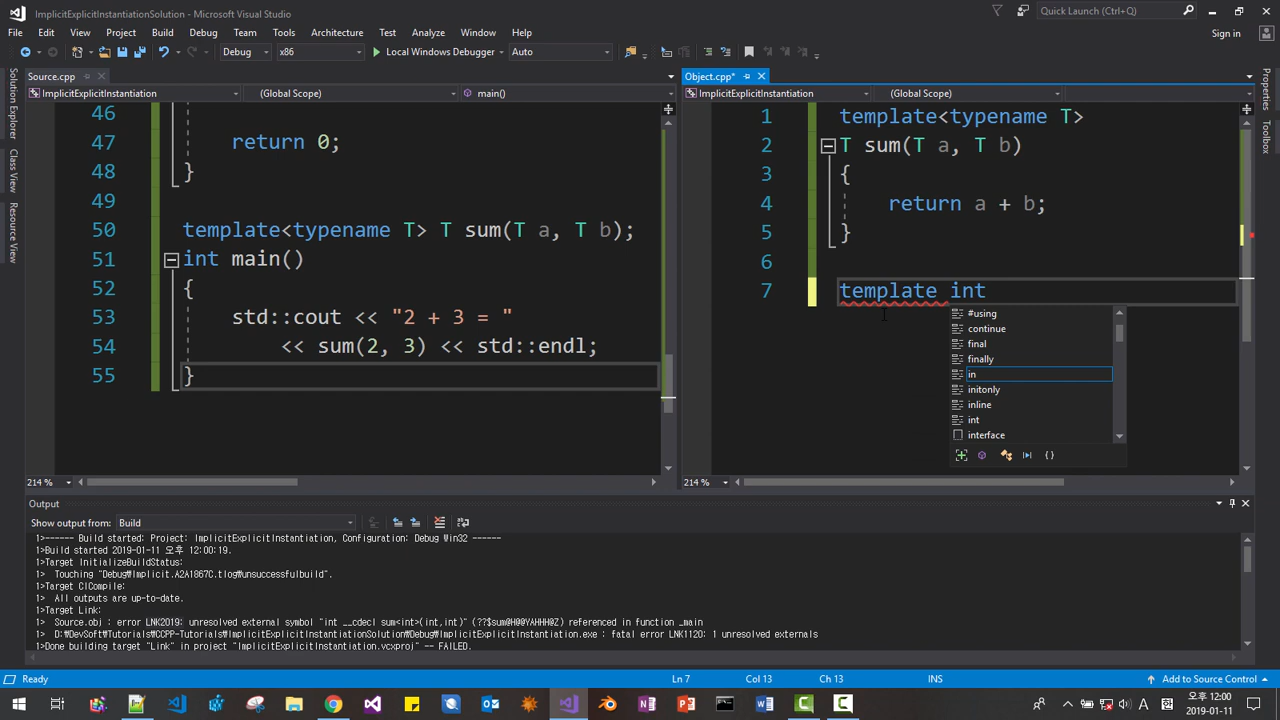 ImplicitExplicitInstantiationSolution - Microsoft Visual Studio
Quick Launch (Ctrl+Q)
File Edit View Project Build Debug Team Tools Architecture Test Analyze Window Help
Sign in
Debug x86 Local Windows Debugger Auto
Source.cpp
Object.cpp*
ImplicitExplicitInstantiation (Global Scope) main()
ImplicitExplicitInstantiation (Global Scope)
Solution Explorer
Class View
Resource View
46
47 return 0;
48 }
49
50 template<typename T> T sum(T a, T b);
51 int main()
52 {
53 std::cout << "2 + 3 = "
54 << sum(2, 3) << std::endl;
55 }
214 %
1 template<typename T>
2 T sum(T a, T b)
3 {
4 return a + b;
5 }
6
7 template int
#using
continue
final
finally
in
initonly
inline
int
interface
214 %
Properties
Toolbox
Output
Show output from: Build
1>------ Build started: Project: ImplicitExplicitInstantiation, Configuration: Debug Win32 ------
1>Build started 2019-01-11 오후 12:00:19.
1>Target InitializeBuildStatus:
1> Touching "Debug₩Implicit.A2A1867C.tlog₩unsuccessfulbuild".
1>Target ClCompile:
1> All outputs are up-to-date.
1>Target Link:
1> Source.obj : error LNK2019: unresolved external symbol "int __cdecl sum<int>(int,int)" (??$sum@H@@YAHHH@Z) referenced in function _main
1> D:₩DevSoft₩Tutorials₩CCPP-Tutorials₩ImplicitExplicitInstantiationSolution₩Debug₩ImplicitExplicitInstantiation.exe : fatal error LNK1120: 1 unresolved externals
1>Done building target "Link" in project "ImplicitExplicitInstantiation.vcxproj" -- FAILED.
Ready Ln 7 Col 13 Ch 13 INS Add to Source Control
A 오후 12:00
2019-01-11